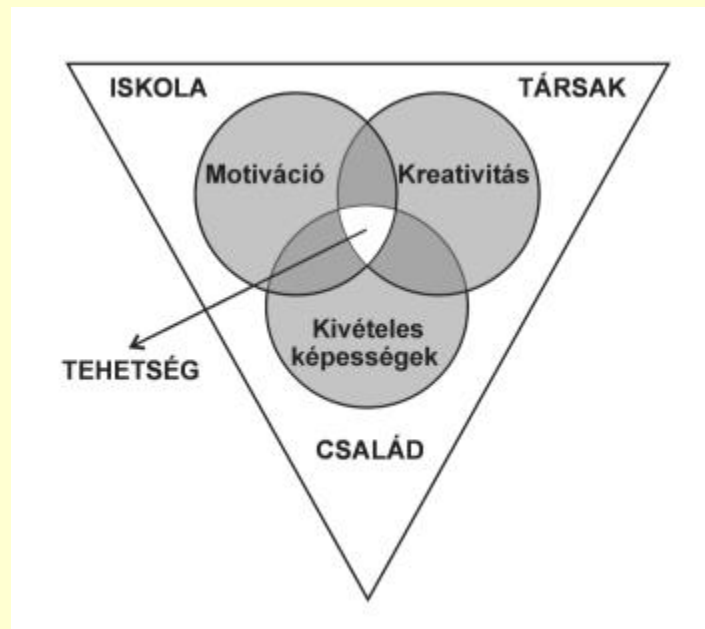 ISKOLA
TÁRSAK
Motiváció
Kreativitás
Kivételes
képességek
TEHETSÉG
CSALÁD